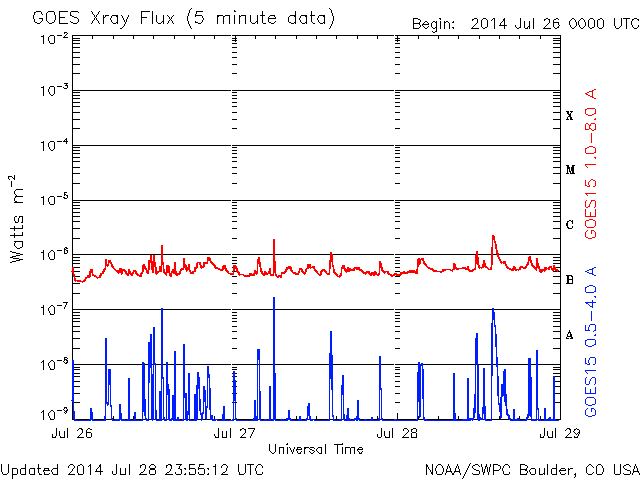 GOES Xray Flux (5 minute data)
Begin: 2014 Jul 26 0000 UTC
10-2
10-3
10-4
10-5
10-6
10-7
10-8
10-9
Watts m-2
X
M
C
B
A
GOES15 1.0-8.0 A
GOES15 0.5-4.0 A
Jul 26 Jul 27 Jul 28 Jul 29
Universal Time
Updated 2014 Jul 28 23:55:12 UTC
NOAA/SWPC Boulder, CO USA